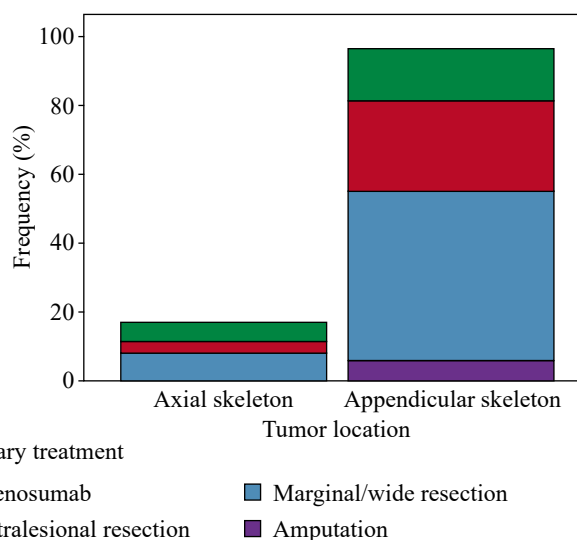 100
80
60
40
20
0
Frequency (%)
Axial skeleton Appendicular skeleton
Tumor location
ary treatment
enosumab Marginal/wide resection
tralesional resection Amputation